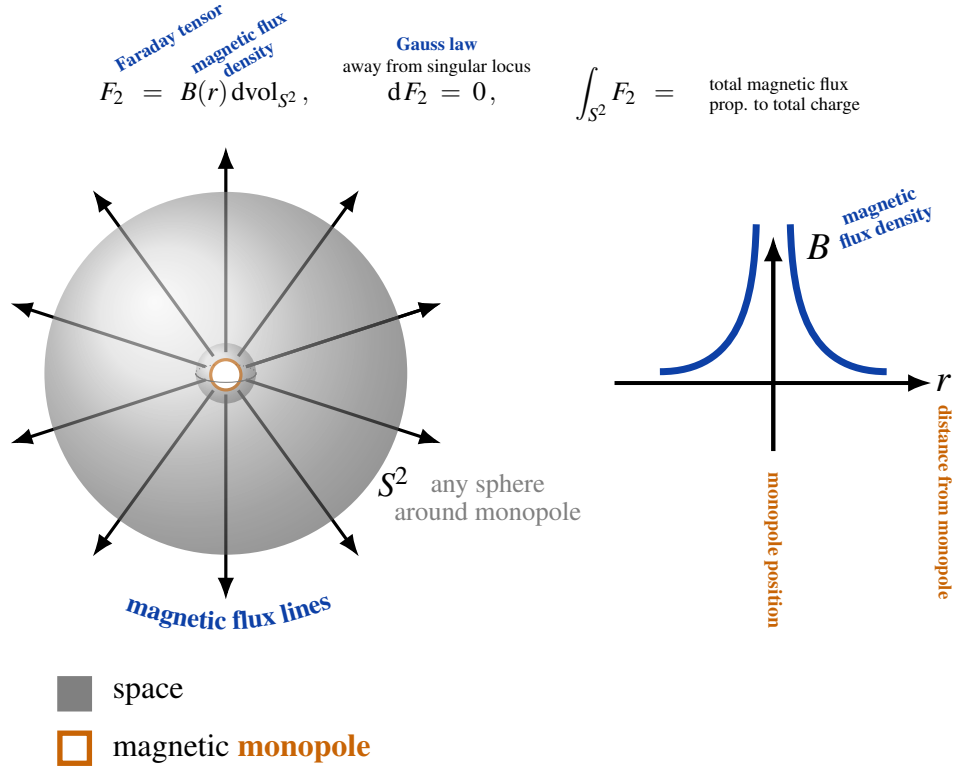 Faraday tensor
magnetic flux
density
Gauss law
away from singular locus
F₂ = B(r) dvol_{S²} ,
dF₂ = 0 ,
∫_{S²} F₂ =
total magnetic flux
prop. to total charge
magnetic
flux density
B
r
S² any sphere
around monopole
magnetic flux lines
monopole position
distance from monopole
space
magnetic monopole